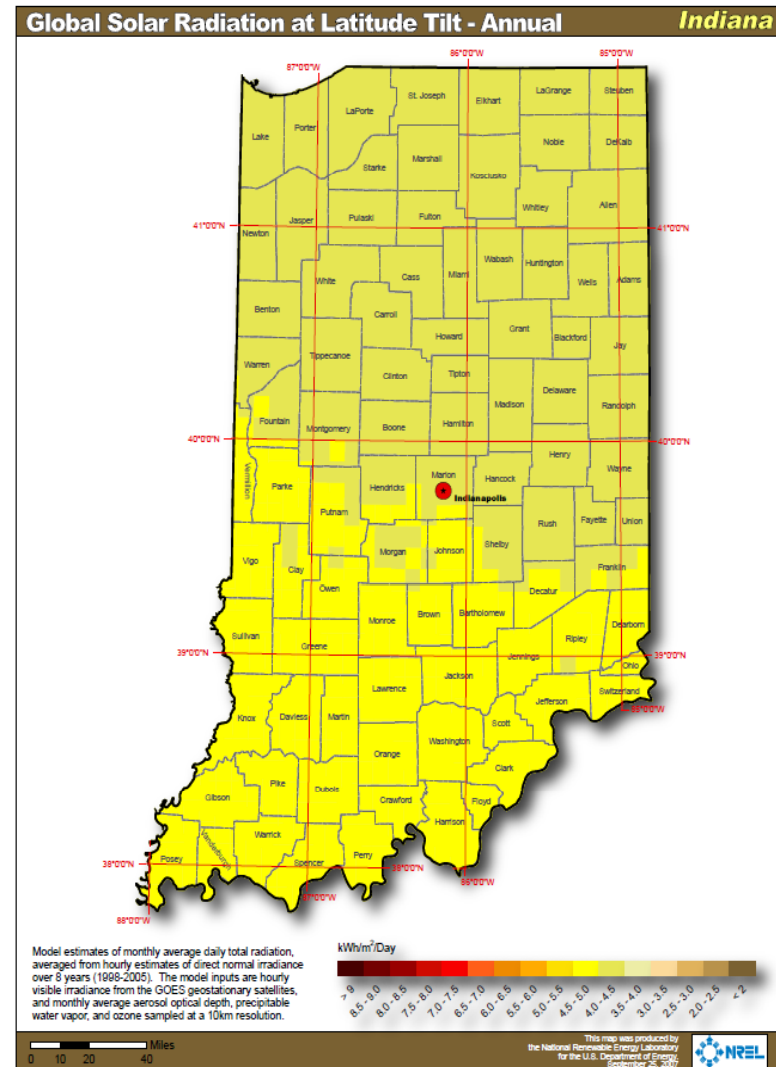 Global Solar Radiation at Latitude Tilt - Annual
Indiana
87°0'0"W
86°0'0"W
85°0'0"W
St. Joseph
LaPorte
Elkhart
LaGrange
Steuben
Lake
Porter
Noble
DeKalb
Marshall
Starke
Kosciusko
Whitley
Allen
Jasper
Pulaski
Fulton
41°0'0"N
Newton
41°0'0"N
Wabash
Huntington
Miami
Cass
White
Wells
Adams
Benton
Carroll
Grant
Howard
Blackford
Jay
Tippecanoe
Warren
Clinton
Tipton
Delaware
Madison
Randolph
Fountain
Montgomery
Boone
Hamilton
40°0'0"N
40°0'0"N
Henry
Vermillion
Marion
Wayne
Parke
Hendricks
Hancock
Indianapolis
Putnam
Rush
Fayette
Union
Morgan
Johnson
Shelby
Vigo
Clay
Franklin
Owen
Decatur
Monroe
Brown
Bartholomew
Dearborn
Sullivan
Greene
Ripley
39°0'0"N
39°0'0"N
Jennings
Ohio
Jackson
Lawrence
Switzerland
Jefferson
85°0'0"W
Knox
Daviess
Martin
Scott
Washington
Orange
Clark
Pike
Dubois
Gibson
Crawford
Floyd
Harrison
Warrick
Vanderburgh
Perry
Posey
Spencer
38°0'0"N
38°0'0"N
86°0'0"W
87°0'0"W
88°0'0"W
Model estimates of monthly average daily total radiation,
averaged from hourly estimates of direct normal irradiance
over 8 years (1998-2005). The model inputs are hourly
visible irradiance from the GOES geostationary satellites,
and monthly average aerosol optical depth, precipitable
water vapor, and ozone sampled at a 10km resolution.
kWh/m²/Day
> 9
8.5 - 9.0
8.0 - 8.5
7.5 - 8.0
7.0 - 7.5
6.5 - 7.0
6.0 - 6.5
5.5 - 6.0
5.0 - 5.5
4.5 - 5.0
4.0 - 4.5
3.5 - 4.0
3.0 - 3.5
2.5 - 3.0
2.0 - 2.5
< 2
Miles
0 10 20 40
This map was produced by
the National Renewable Energy Laboratory
for the U.S. Department of Energy.
September 25, 2007
NREL